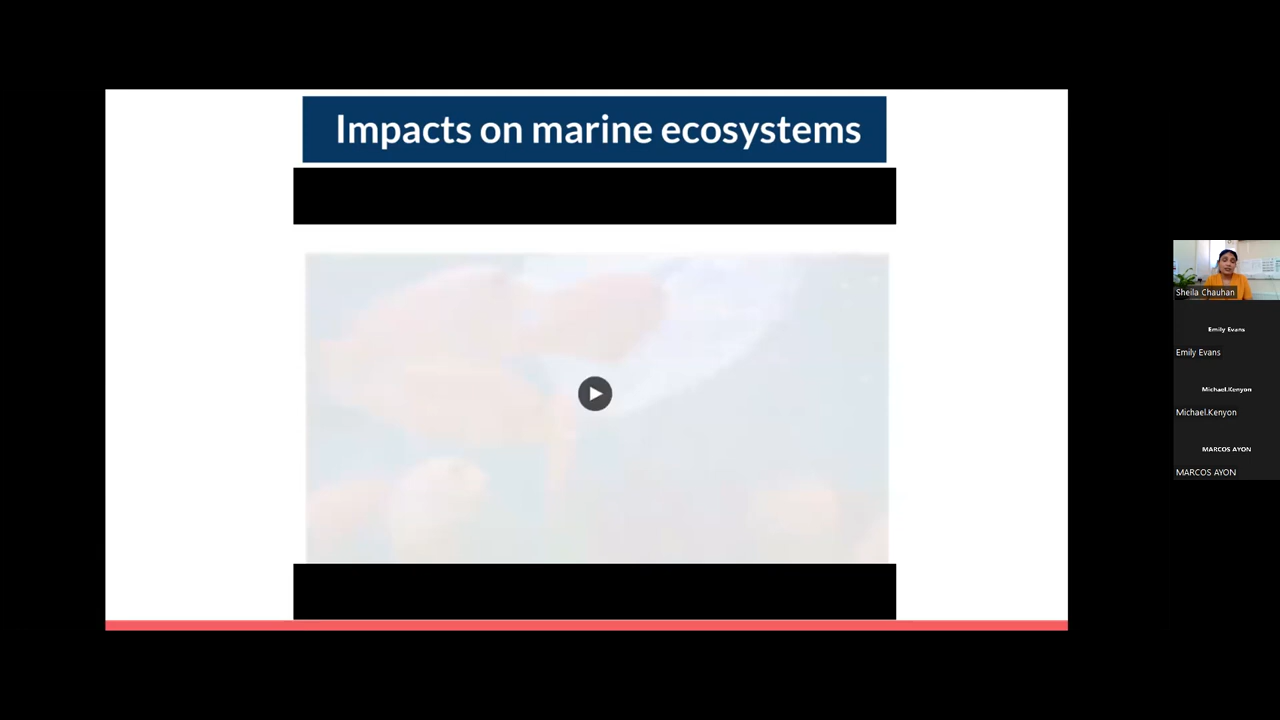 Impacts on marine ecosystems
Sheila Chauhan
Emily Evans
Emily Evans
Michael.Kenyon
Michael.Kenyon
MARCOS AYON
MARCOS AYON